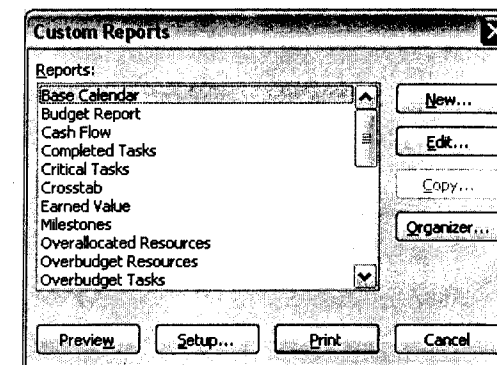 Custom Reports
Reports:
Base Calendar
Budget Report
Cash Flow
Completed Tasks
Critical Tasks
Crosstab
Earned Value
Milestones
Overallocated Resources
Overbudget Resources
Overbudget Tasks
New...
Edit...
Copy...
Organizer...
Preview
Setup...
Print
Cancel